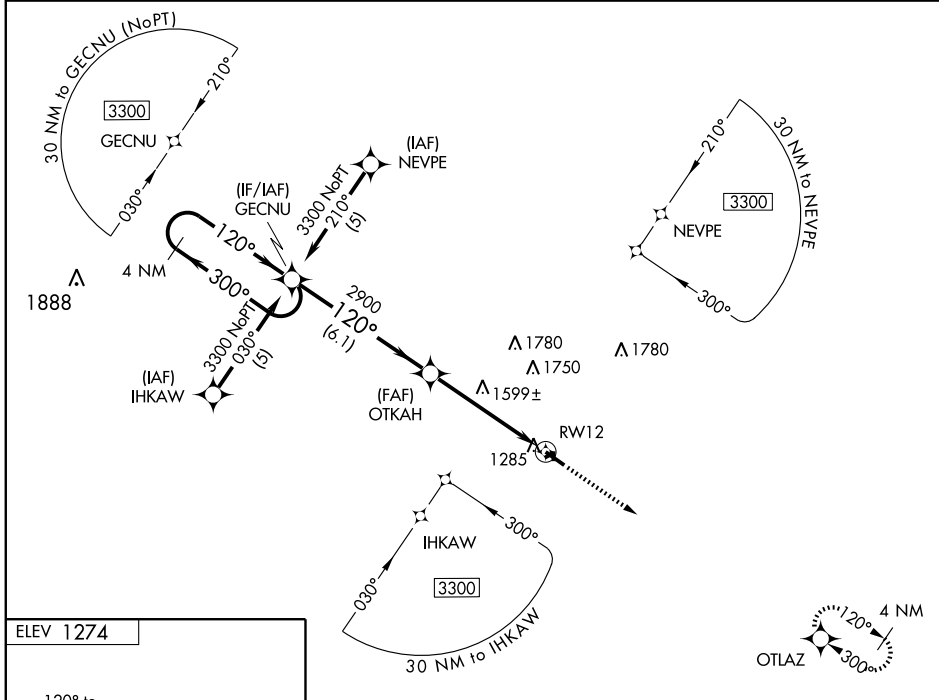 30 NM to GECNU (NoPT)
210°
3300
GECNU
030°
(IAF)
NEVPE
(IF/IAF)
GECNU
3300 NoPT
210°
(5)
120°
4 NM
300°
1888
3300 NoPT
030°
(5)
(IAF)
IHKAW
2900
120°
(6.1)
(FAF)
OTKAH
210°
30 NM to NEVPE
3300
NEVPE
300°
1780
1750
1780
1599±
RW12
1285
300°
IHKAW
030°
3300
30 NM to IHKAW
ELEV 1274
120° to
120°
4 NM
OTLAZ
300°